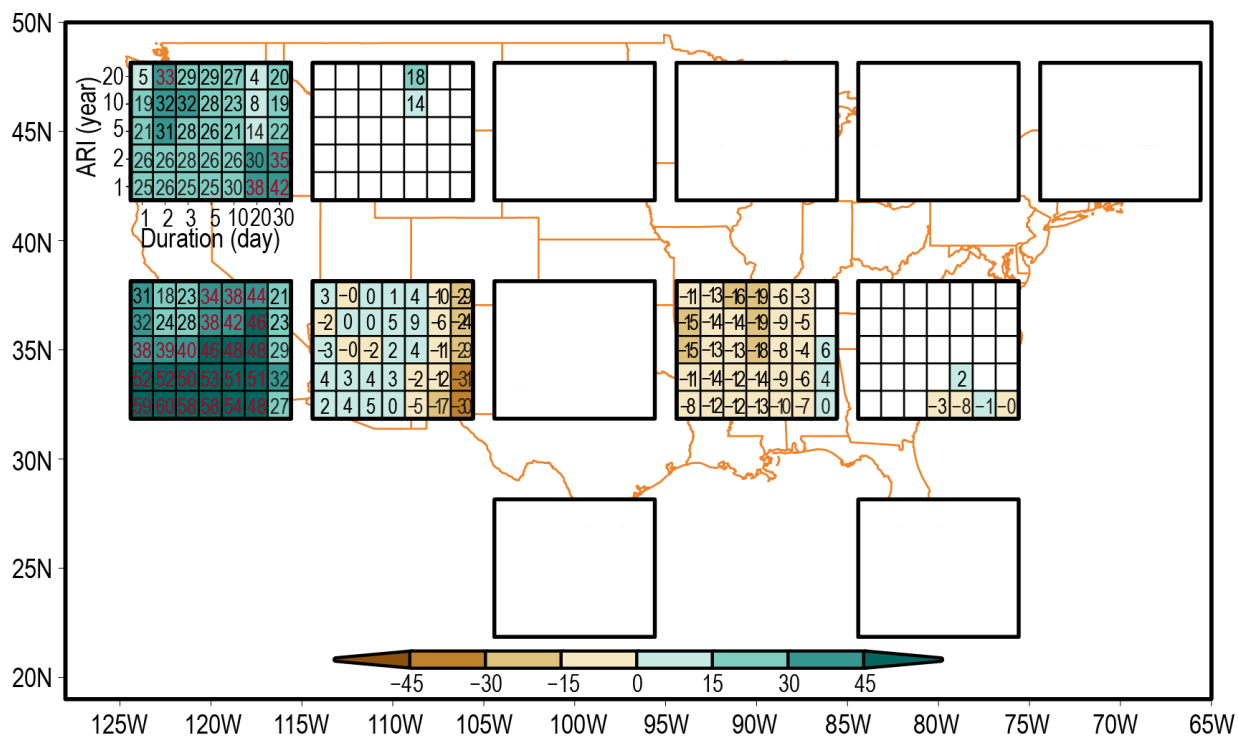 50N
20 5 33 29 29 27 4 20 18
10 19 32 32 28 23 8 19 14
45N
5 21 31 28 26 21 14 22
2 26 26 28 26 26 30 35
1 25 26 25 25 30 38 42
ARI (year)
1 2 3 5 10 20 30
Duration (day)
40N
31 18 23 34 38 44 21 3 −0 0 1 4 −10 −29 −11 −13 −16 −19 −6 −3
32 24 28 38 42 46 23 −2 0 0 5 9 −6 −24 −15 −14 −14 −19 −9 −5
35N
38 39 40 46 48 48 29 −3 −0 −2 2 4 −11 −29 −15 −13 −13 −18 −8 −4 6
52 52 50 53 51 51 32 4 3 4 3 −2 −12 −31 −11 −14 −12 −14 −9 −6 4 2
59 60 58 58 54 48 27 2 4 5 0 −5 −17 −30 −8 −12 −12 −13 −10 −7 0 −3 −8 −1 −0
30N
25N
20N
−45 −30 −15 0 15 30 45
125W 120W 115W 110W 105W 100W 95W 90W 85W 80W 75W 70W 65W